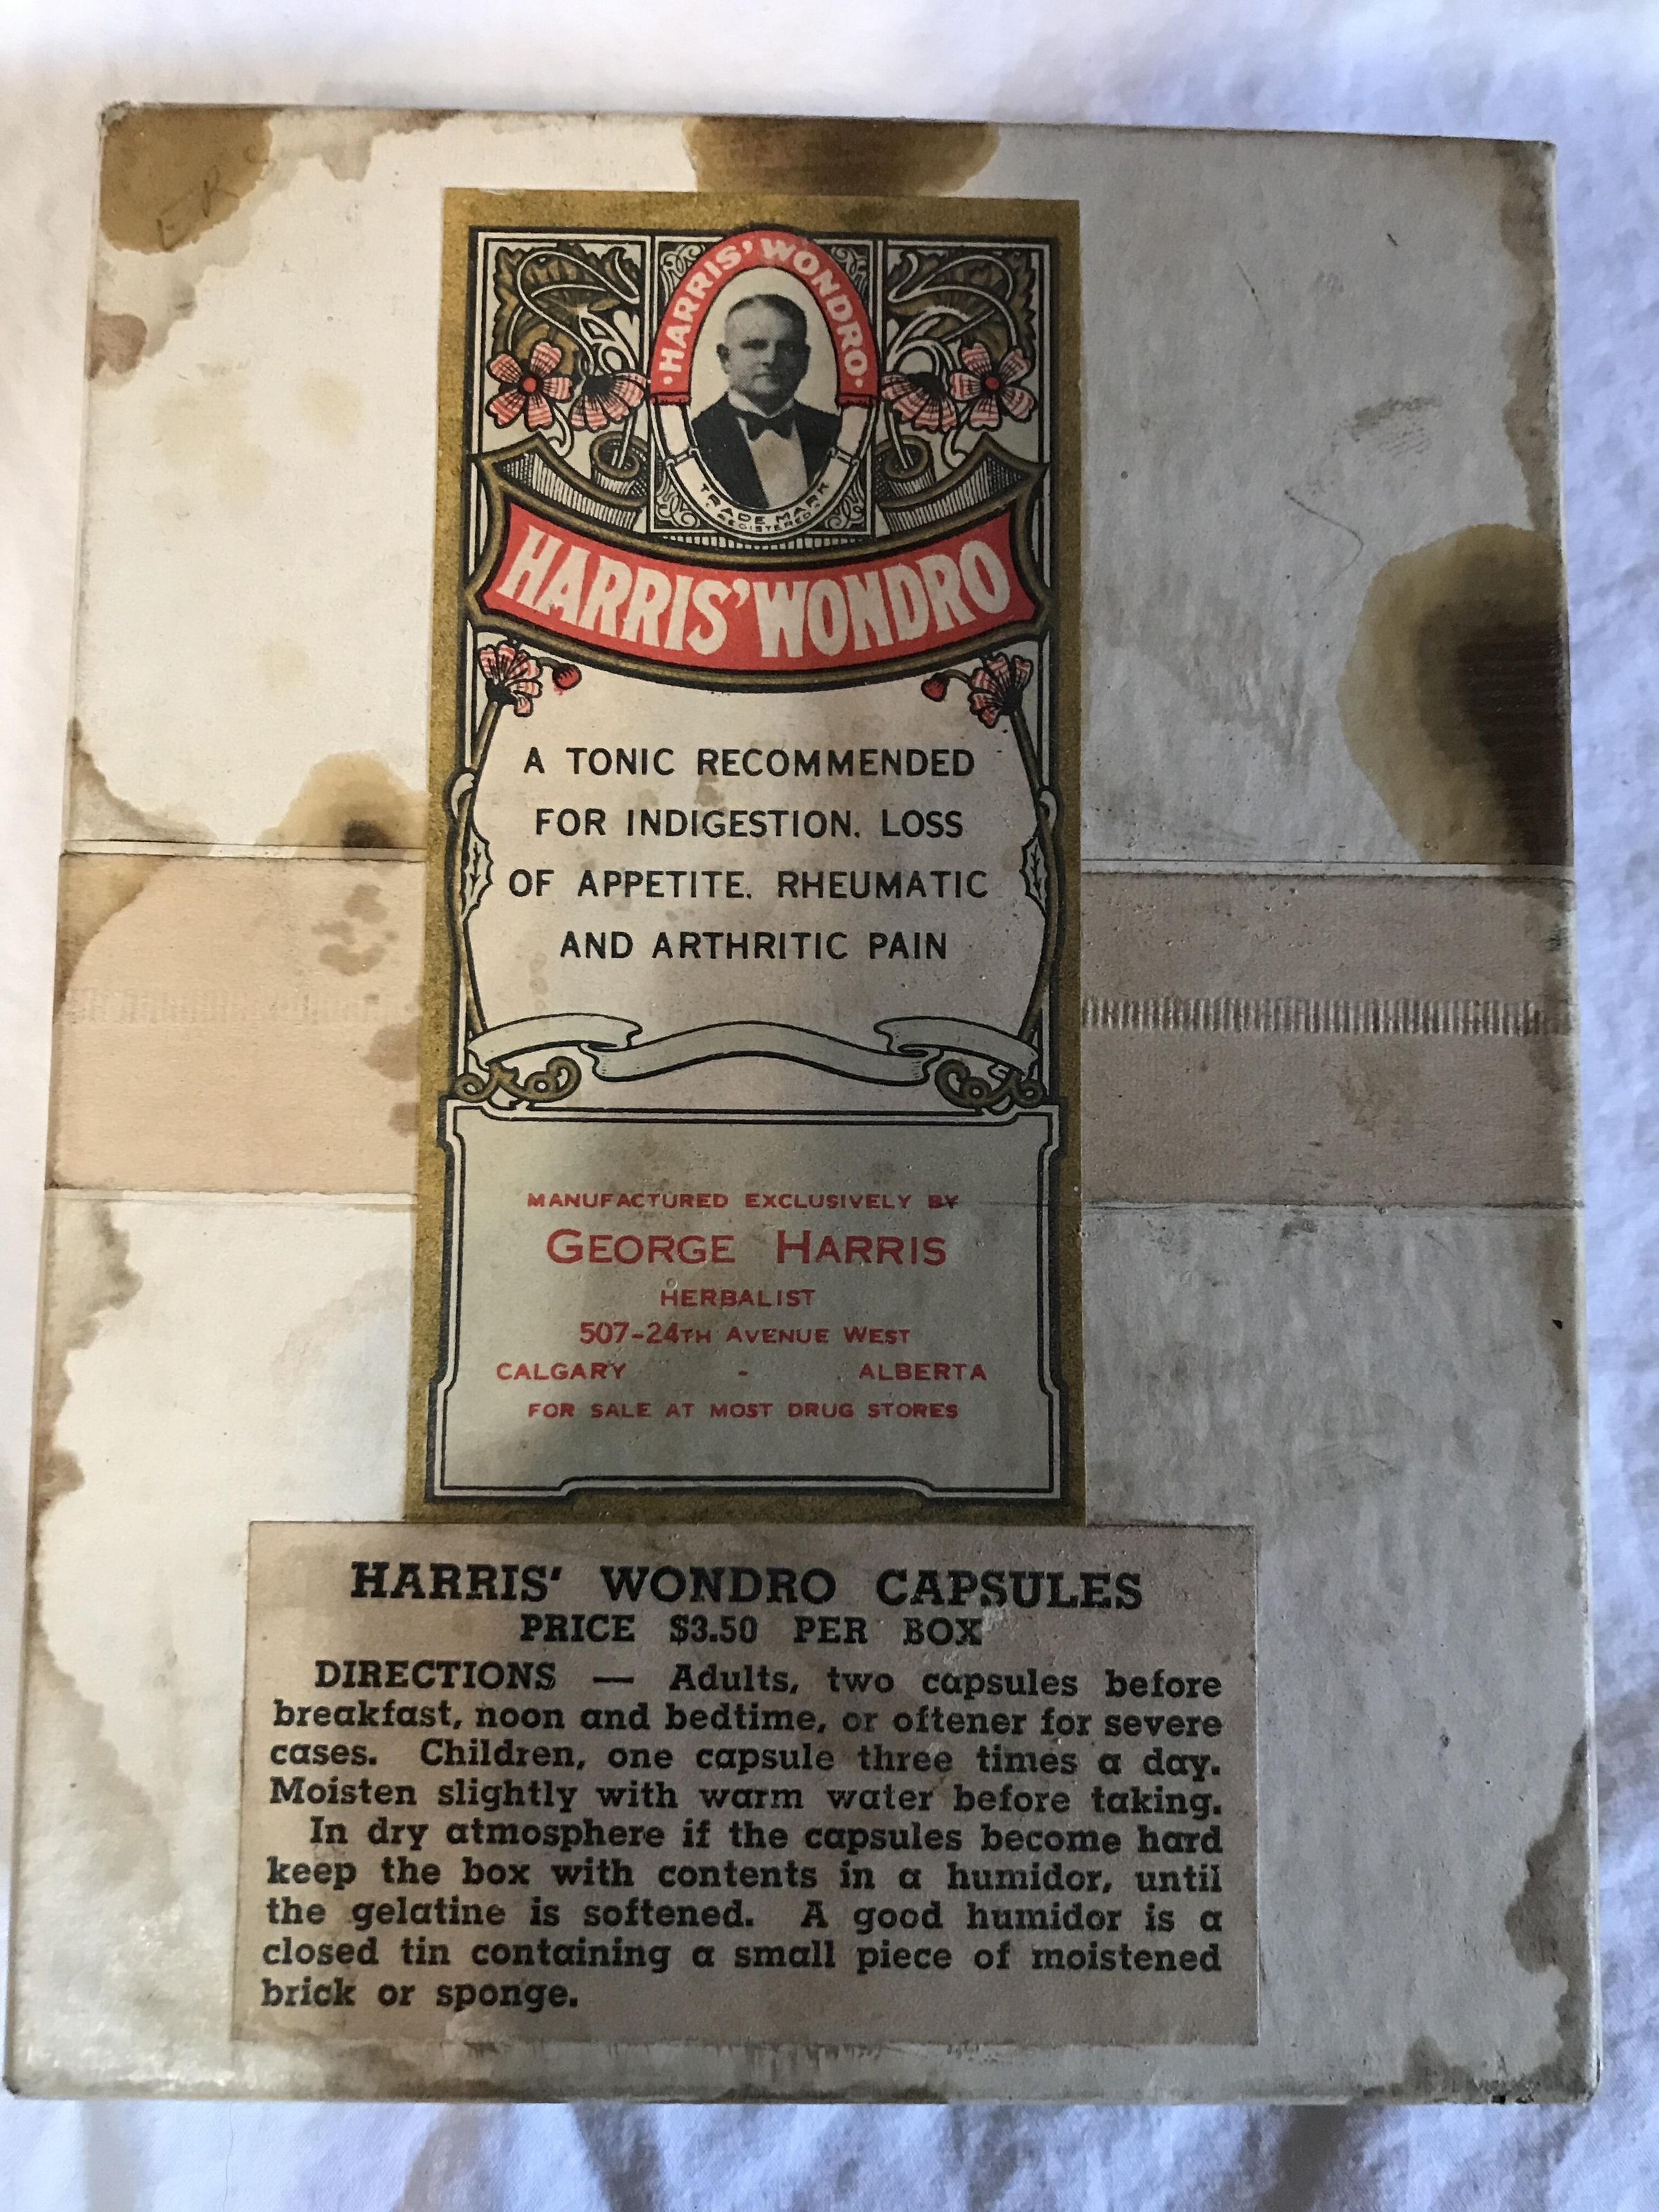 HARRIS' WONDRO
TRADE MARK
REGISTERED
HARRIS' WONDRO
A TONIC RECOMMENDED
FOR INDIGESTION. LOSS
OF APPETITE. RHEUMATIC
AND ARTHRITIC PAIN
MANUFACTURED EXCLUSIVELY BY
GEORGE HARRIS
HERBALIST
507-24TH AVENUE WEST
CALGARY - ALBERTA
FOR SALE AT MOST DRUG STORES
HARRIS' WONDRO CAPSULES
PRICE $3.50 PER BOX
DIRECTIONS — Adults, two capsules before
breakfast, noon and bedtime, or oftener for severe
cases. Children, one capsule three times a day.
Moisten slightly with warm water before taking.
In dry atmosphere if the capsules become hard
keep the box with contents in a humidor, until
the gelatine is softened. A good humidor is a
closed tin containing a small piece of moistened
brick or sponge.